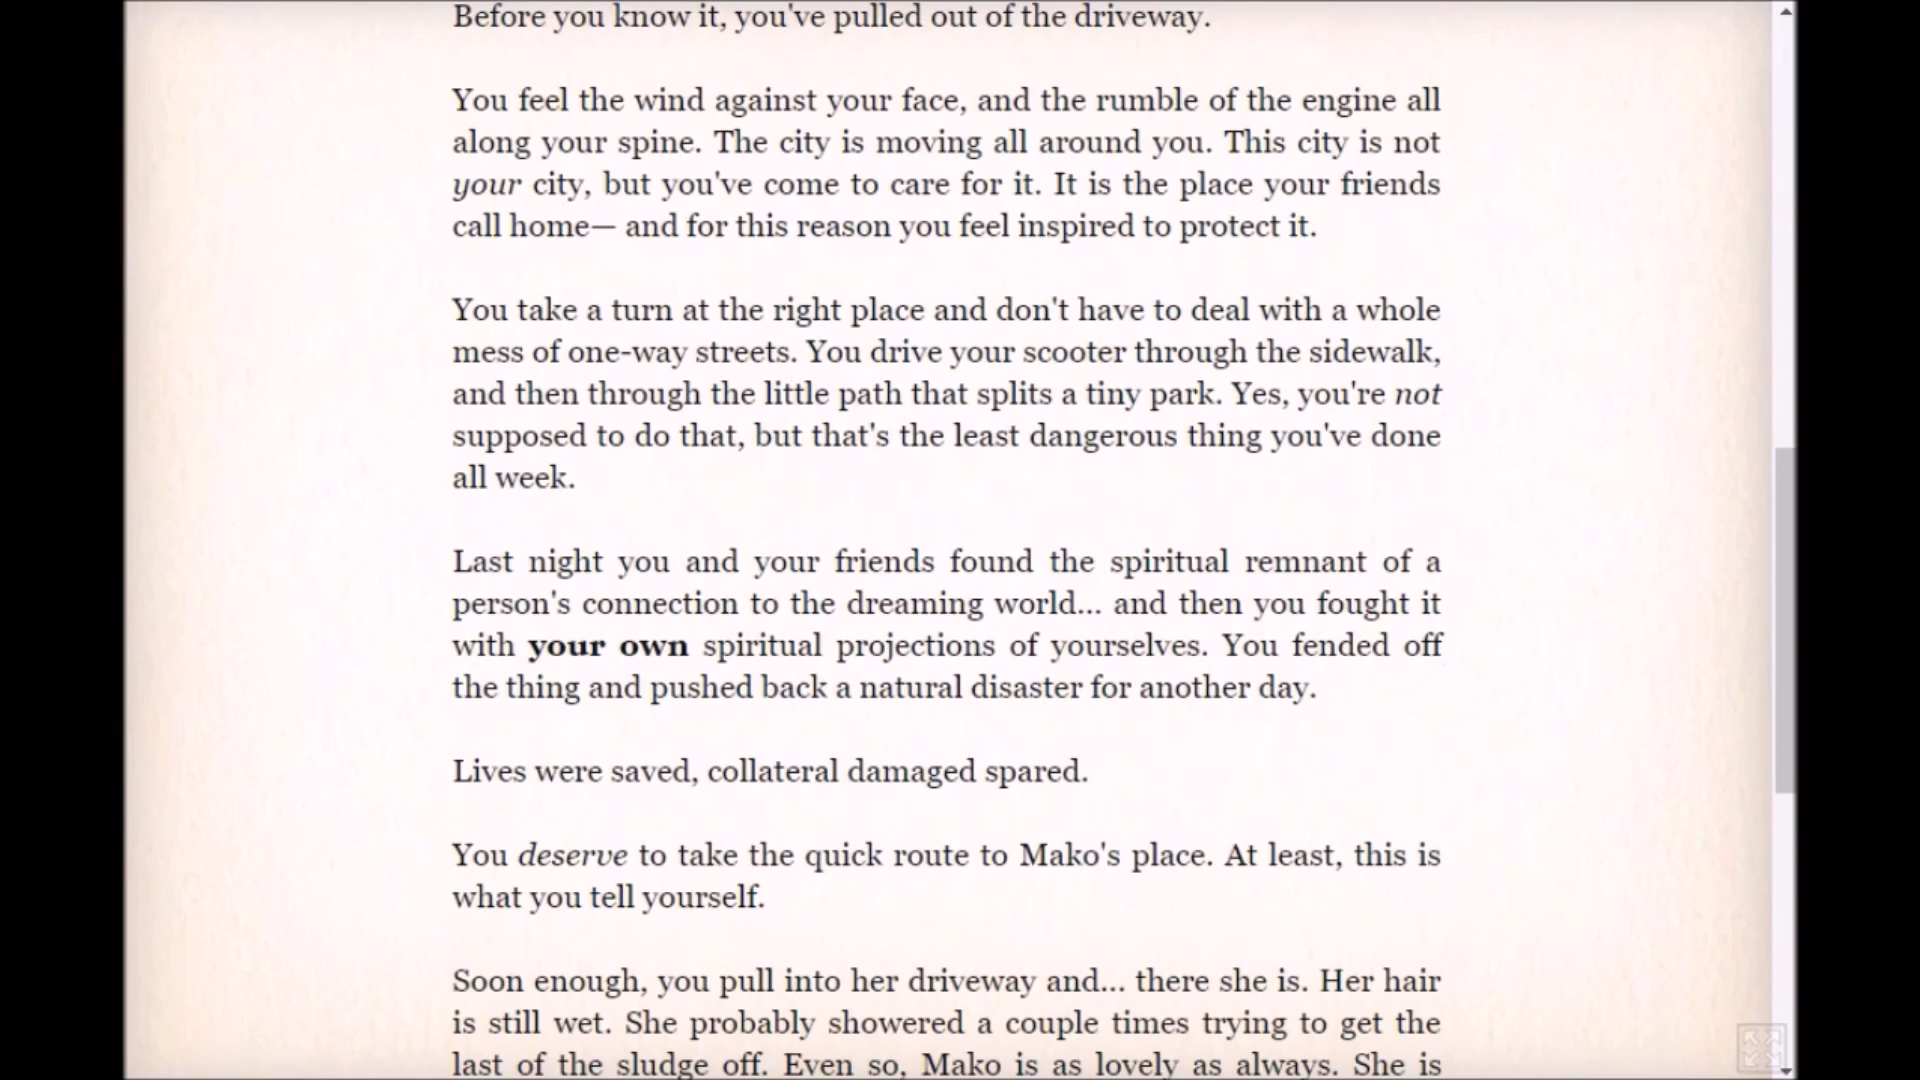 Before you know it, you've pulled out of the driveway.
You feel the wind against your face, and the rumble of the engine all
along your spine. The city is moving all around you. This city is not
your city, but you've come to care for it. It is the place your friends
call home— and for this reason you feel inspired to protect it.
You take a turn at the right place and don't have to deal with a whole
mess of one-way streets. You drive your scooter through the sidewalk,
and then through the little path that splits a tiny park. Yes, you're not
supposed to do that, but that's the least dangerous thing you've done
all week.
Last night you and your friends found the spiritual remnant of a
person's connection to the dreaming world... and then you fought it
with your own spiritual projections of yourselves. You fended off
the thing and pushed back a natural disaster for another day.
Lives were saved, collateral damaged spared.
You deserve to take the quick route to Mako's place. At least, this is
what you tell yourself.
Soon enough, you pull into her driveway and... there she is. Her hair
is still wet. She probably showered a couple times trying to get the
last of the sludge off. Even so, Mako is as lovely as always. She is